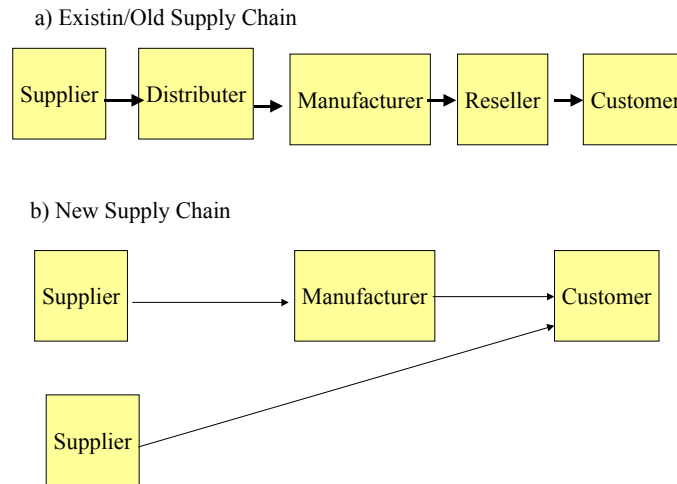 a) Existin/Old Supply Chain
Supplier
Distributer
Manufacturer
Reseller
Customer
b) New Supply Chain
Supplier
Manufacturer
Customer
Supplier